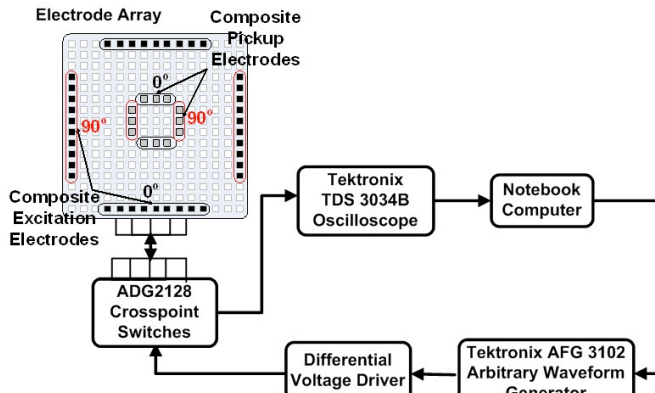 Electrode Array
Composite
Pickup
Electrodes
0°
90°
90°
0°
Composite
Excitation
Electrodes
Tektronix
TDS 3034B
Oscilloscope
Notebook
Computer
ADG2128
Crosspoint
Switches
Differential
Voltage Driver
Tektronix AFG 3102
Arbitrary Waveform
Generator